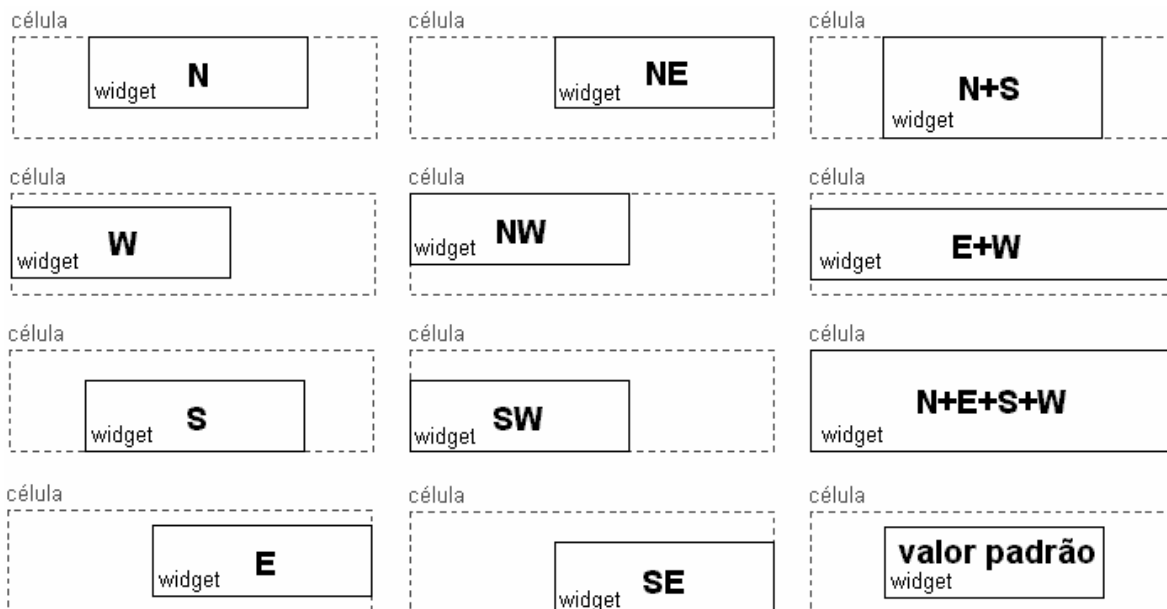 célula
N
widget
célula
NE
widget
célula
N+S
widget
célula
W
widget
célula
NW
widget
célula
E+W
widget
célula
S
widget
célula
SW
widget
célula
N+E+S+W
widget
célula
E
widget
célula
SE
widget
célula
valor padrão
widget